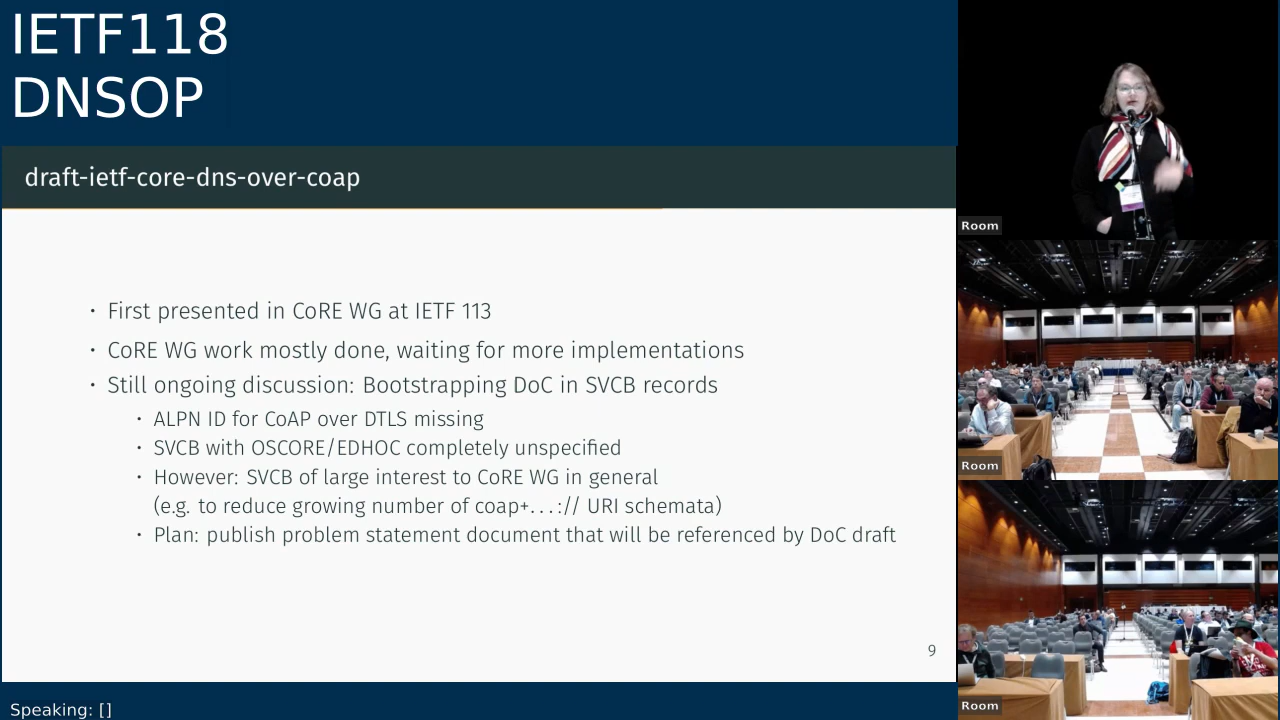 IETF118
DNSOP
draft-ietf-core-dns-over-coap
• First presented in CoRE WG at IETF 113
• CoRE WG work mostly done, waiting for more implementations
• Still ongoing discussion: Bootstrapping DoC in SVCB records
• ALPN ID for CoAP over DTLS missing
• SVCB with OSCORE/EDHOC completely unspecified
• However: SVCB of large interest to CoRE WG in general
(e.g. to reduce growing number of coap+...:// URI schemata)
• Plan: publish problem statement document that will be referenced by DoC draft
9
Speaking: []
Room
Room
Room